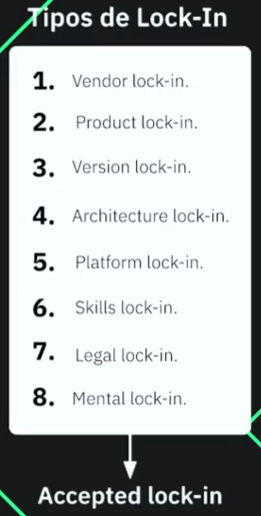 Tipos de Lock-In
1. Vendor lock-in.
2. Product lock-in.
3. Version lock-in.
4. Architecture lock-in.
5. Platform lock-in.
6. Skills lock-in.
7. Legal lock-in.
8. Mental lock-in.
Accepted lock-in